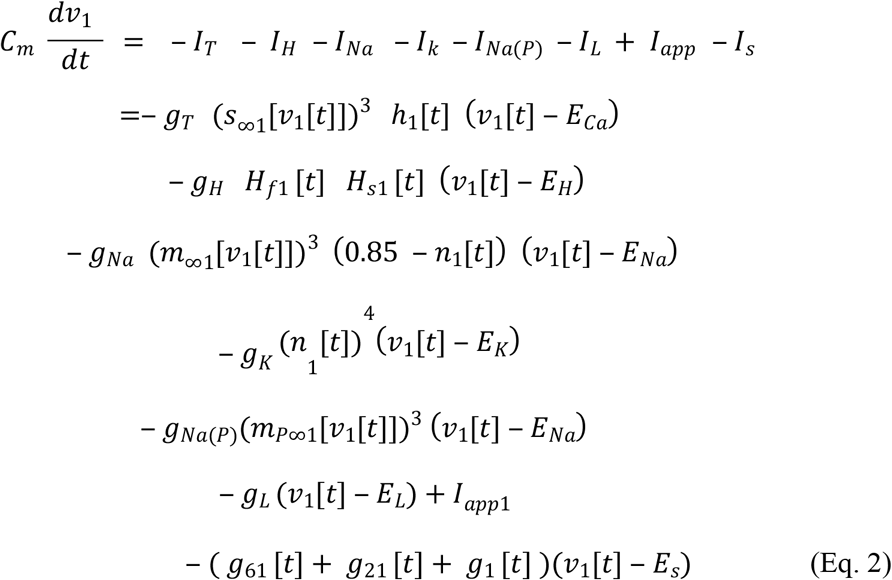 C_m dv_1/dt = – I_T – I_H – I_Na – I_k – I_Na(P) – I_L + I_app – I_s
=– g_T (s_∞1[v_1[t]])^3 h_1[t] (v_1[t] – E_Ca)
– g_H H_f1 [t] H_s1 [t] (v_1[t] – E_H)
– g_Na (m_∞1[v_1[t]])^3 (0.85 – n_1[t]) (v_1[t] – E_Na)
– g_K (n_1[t])^4 (v_1[t] – E_K)
– g_Na(P) (m_P∞1[v_1[t]])^3 (v_1[t] – E_Na)
– g_L (v_1[t] – E_L) + I_app1
– ( g_61 [t] + g_21 [t] + g_1 [t] )(v_1[t] – E_s) (Eq. 2)